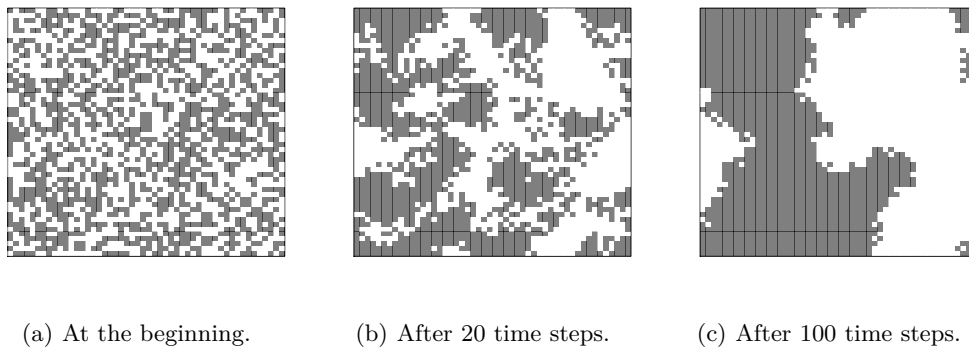 (a) At the beginning.
(b) After 20 time steps.
(c) After 100 time steps.